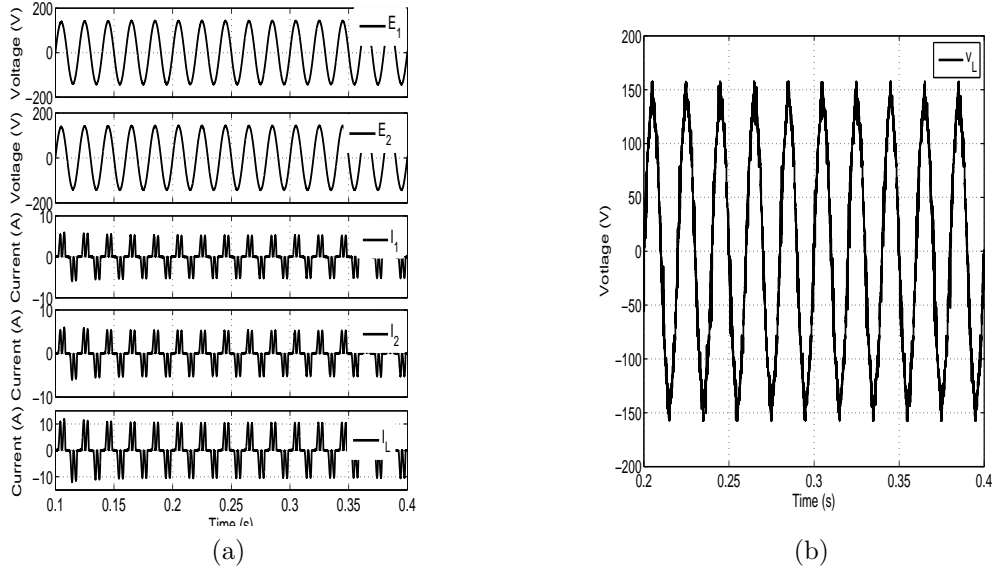 200
0
−200
Voltage (V)
E1
200
0
−200
Votlage (V)
E2
10
0
−10
Current (A)
I1
10
0
−10
Current (A)
I2
10
0
−10
Current (A)
IL
0.1 0.15 0.2 0.25 0.3 0.35 0.4
Time (s)
(a)
200
150
100
50
0
−50
−100
−150
−200
Votlage (V)
vL
0.2 0.25 0.3 0.35 0.4
Time (s)
(b)